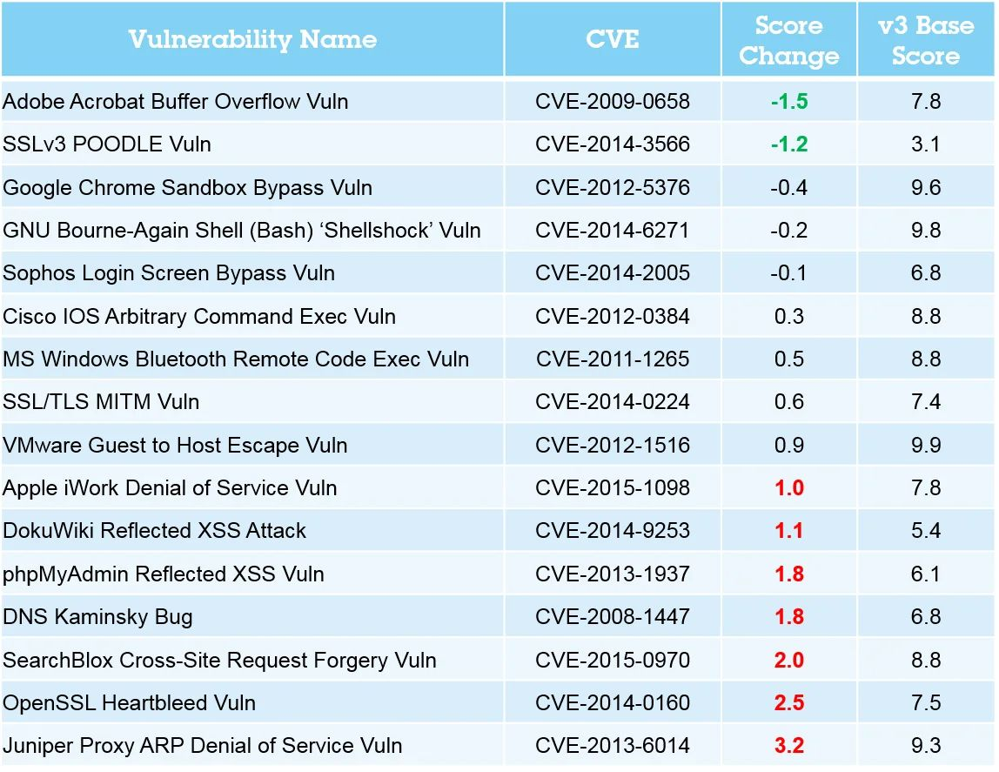 Vulnerability Name CVE Score Change v3 Base Score
Adobe Acrobat Buffer Overflow Vuln CVE-2009-0658 -1.5 7.8
SSLv3 POODLE Vuln CVE-2014-3566 -1.2 3.1
Google Chrome Sandbox Bypass Vuln CVE-2012-5376 -0.4 9.6
GNU Bourne-Again Shell (Bash) ‘Shellshock’ Vuln CVE-2014-6271 -0.2 9.8
Sophos Login Screen Bypass Vuln CVE-2014-2005 -0.1 6.8
Cisco IOS Arbitrary Command Exec Vuln CVE-2012-0384 0.3 8.8
MS Windows Bluetooth Remote Code Exec Vuln CVE-2011-1265 0.5 8.8
SSL/TLS MITM Vuln CVE-2014-0224 0.6 7.4
VMware Guest to Host Escape Vuln CVE-2012-1516 0.9 9.9
Apple iWork Denial of Service Vuln CVE-2015-1098 1.0 7.8
DokuWiki Reflected XSS Attack CVE-2014-9253 1.1 5.4
phpMyAdmin Reflected XSS Vuln CVE-2013-1937 1.8 6.1
DNS Kaminsky Bug CVE-2008-1447 1.8 6.8
SearchBlox Cross-Site Request Forgery Vuln CVE-2015-0970 2.0 8.8
OpenSSL Heartbleed Vuln CVE-2014-0160 2.5 7.5
Juniper Proxy ARP Denial of Service Vuln CVE-2013-6014 3.2 9.3